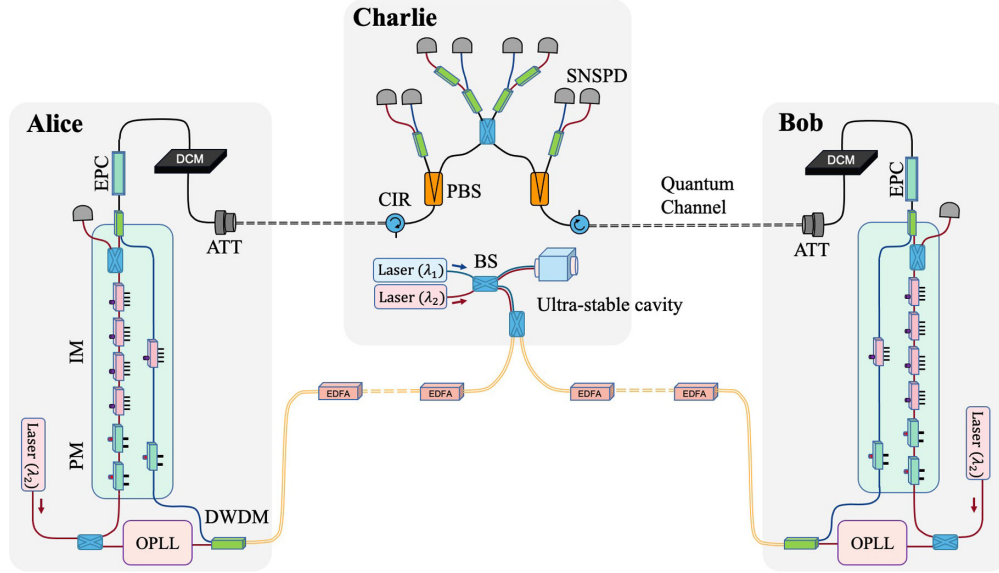 Charlie
SNSPD
Alice
Bob
DCM
DCM
EPC
EPC
PBS
CIR
Quantum
Channel
ATT
ATT
BS
Laser (λ₁)
Laser (λ₂)
Ultra-stable cavity
IM
EDFA
EDFA
EDFA
EDFA
PM
Laser (λ₂)
Laser (λ₂)
DWDM
OPLL
OPLL